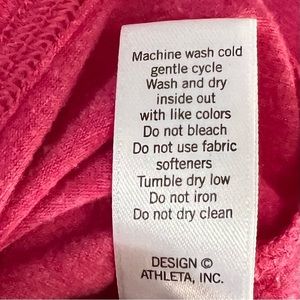 Machine wash cold
gentle cycle
Wash and dry
inside out
with like colors
Do not bleach
Do not use fabric
softeners
Tumble dry low
Do not iron
Do not dry clean
DESIGN ©
ATHLETA, INC.